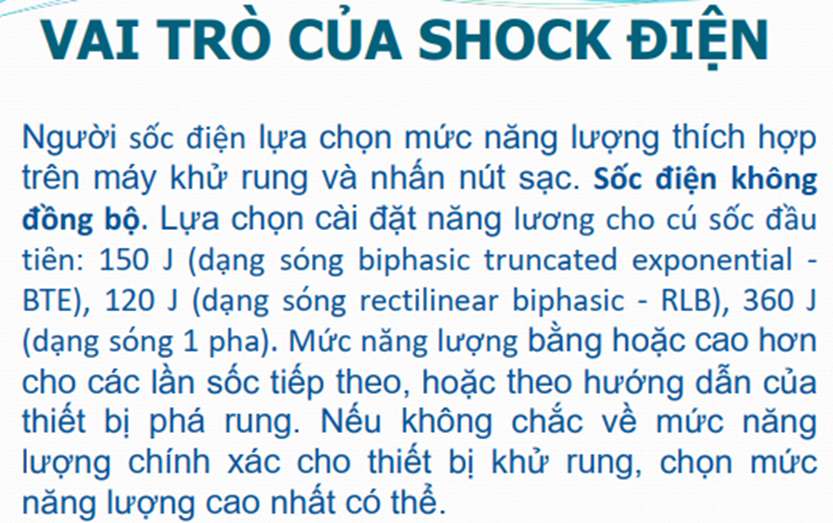 VAI TRÒ CỦA SHOCK ĐIỆN
Người sốc điện lựa chọn mức năng lượng thích hợp
trên máy khử rung và nhấn nút sạc. Sốc điện không
đồng bộ. Lựa chọn cài đặt năng lương cho cú sốc đầu
tiên: 150 J (dạng sóng biphasic truncated exponential -
BTE), 120 J (dạng sóng rectilinear biphasic - RLB), 360 J
(dạng sóng 1 pha). Mức năng lượng bằng hoặc cao hơn
cho các lần sốc tiếp theo, hoặc theo hướng dẫn của
thiết bị phá rung. Nếu không chắc về mức năng
lượng chính xác cho thiết bị khử rung, chọn mức
năng lượng cao nhất có thể.